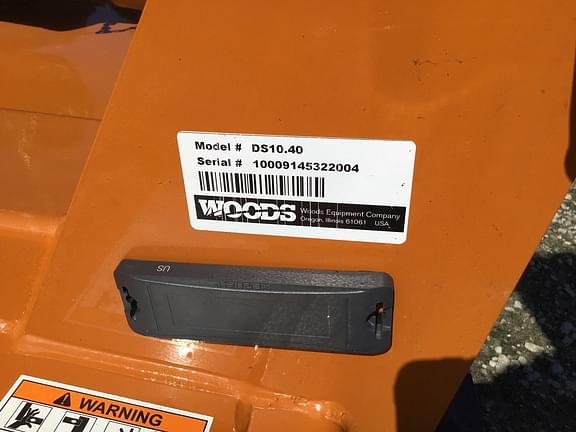 Model # DS10.40
Serial # 10009145322004
WOODS Woods Equipment Company
Oregon, Illinois 61061 USA
US
WARNING